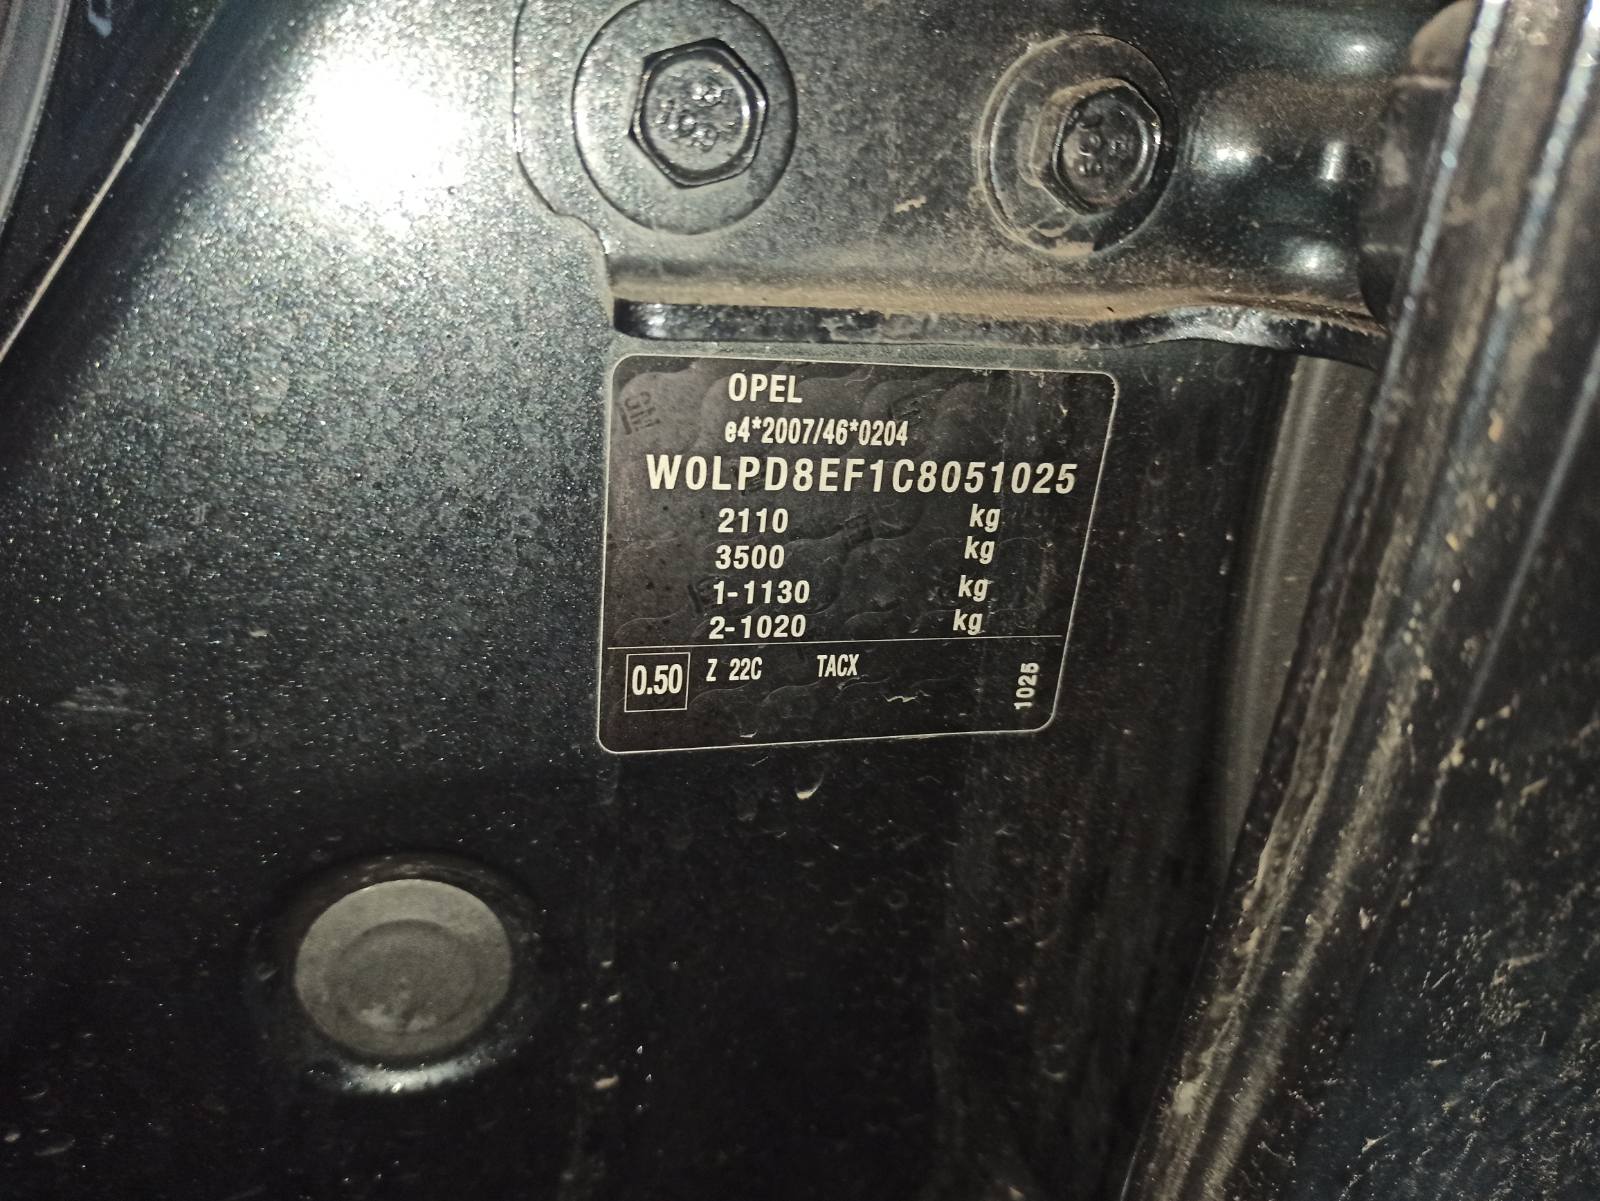 OPEL
e4*2007/46*0204
W0LPD8EF1C8051025
2110 kg
3500 kg
1-1130 kg
2-1020 kg
0.50 Z 22C TACX
1025
GM